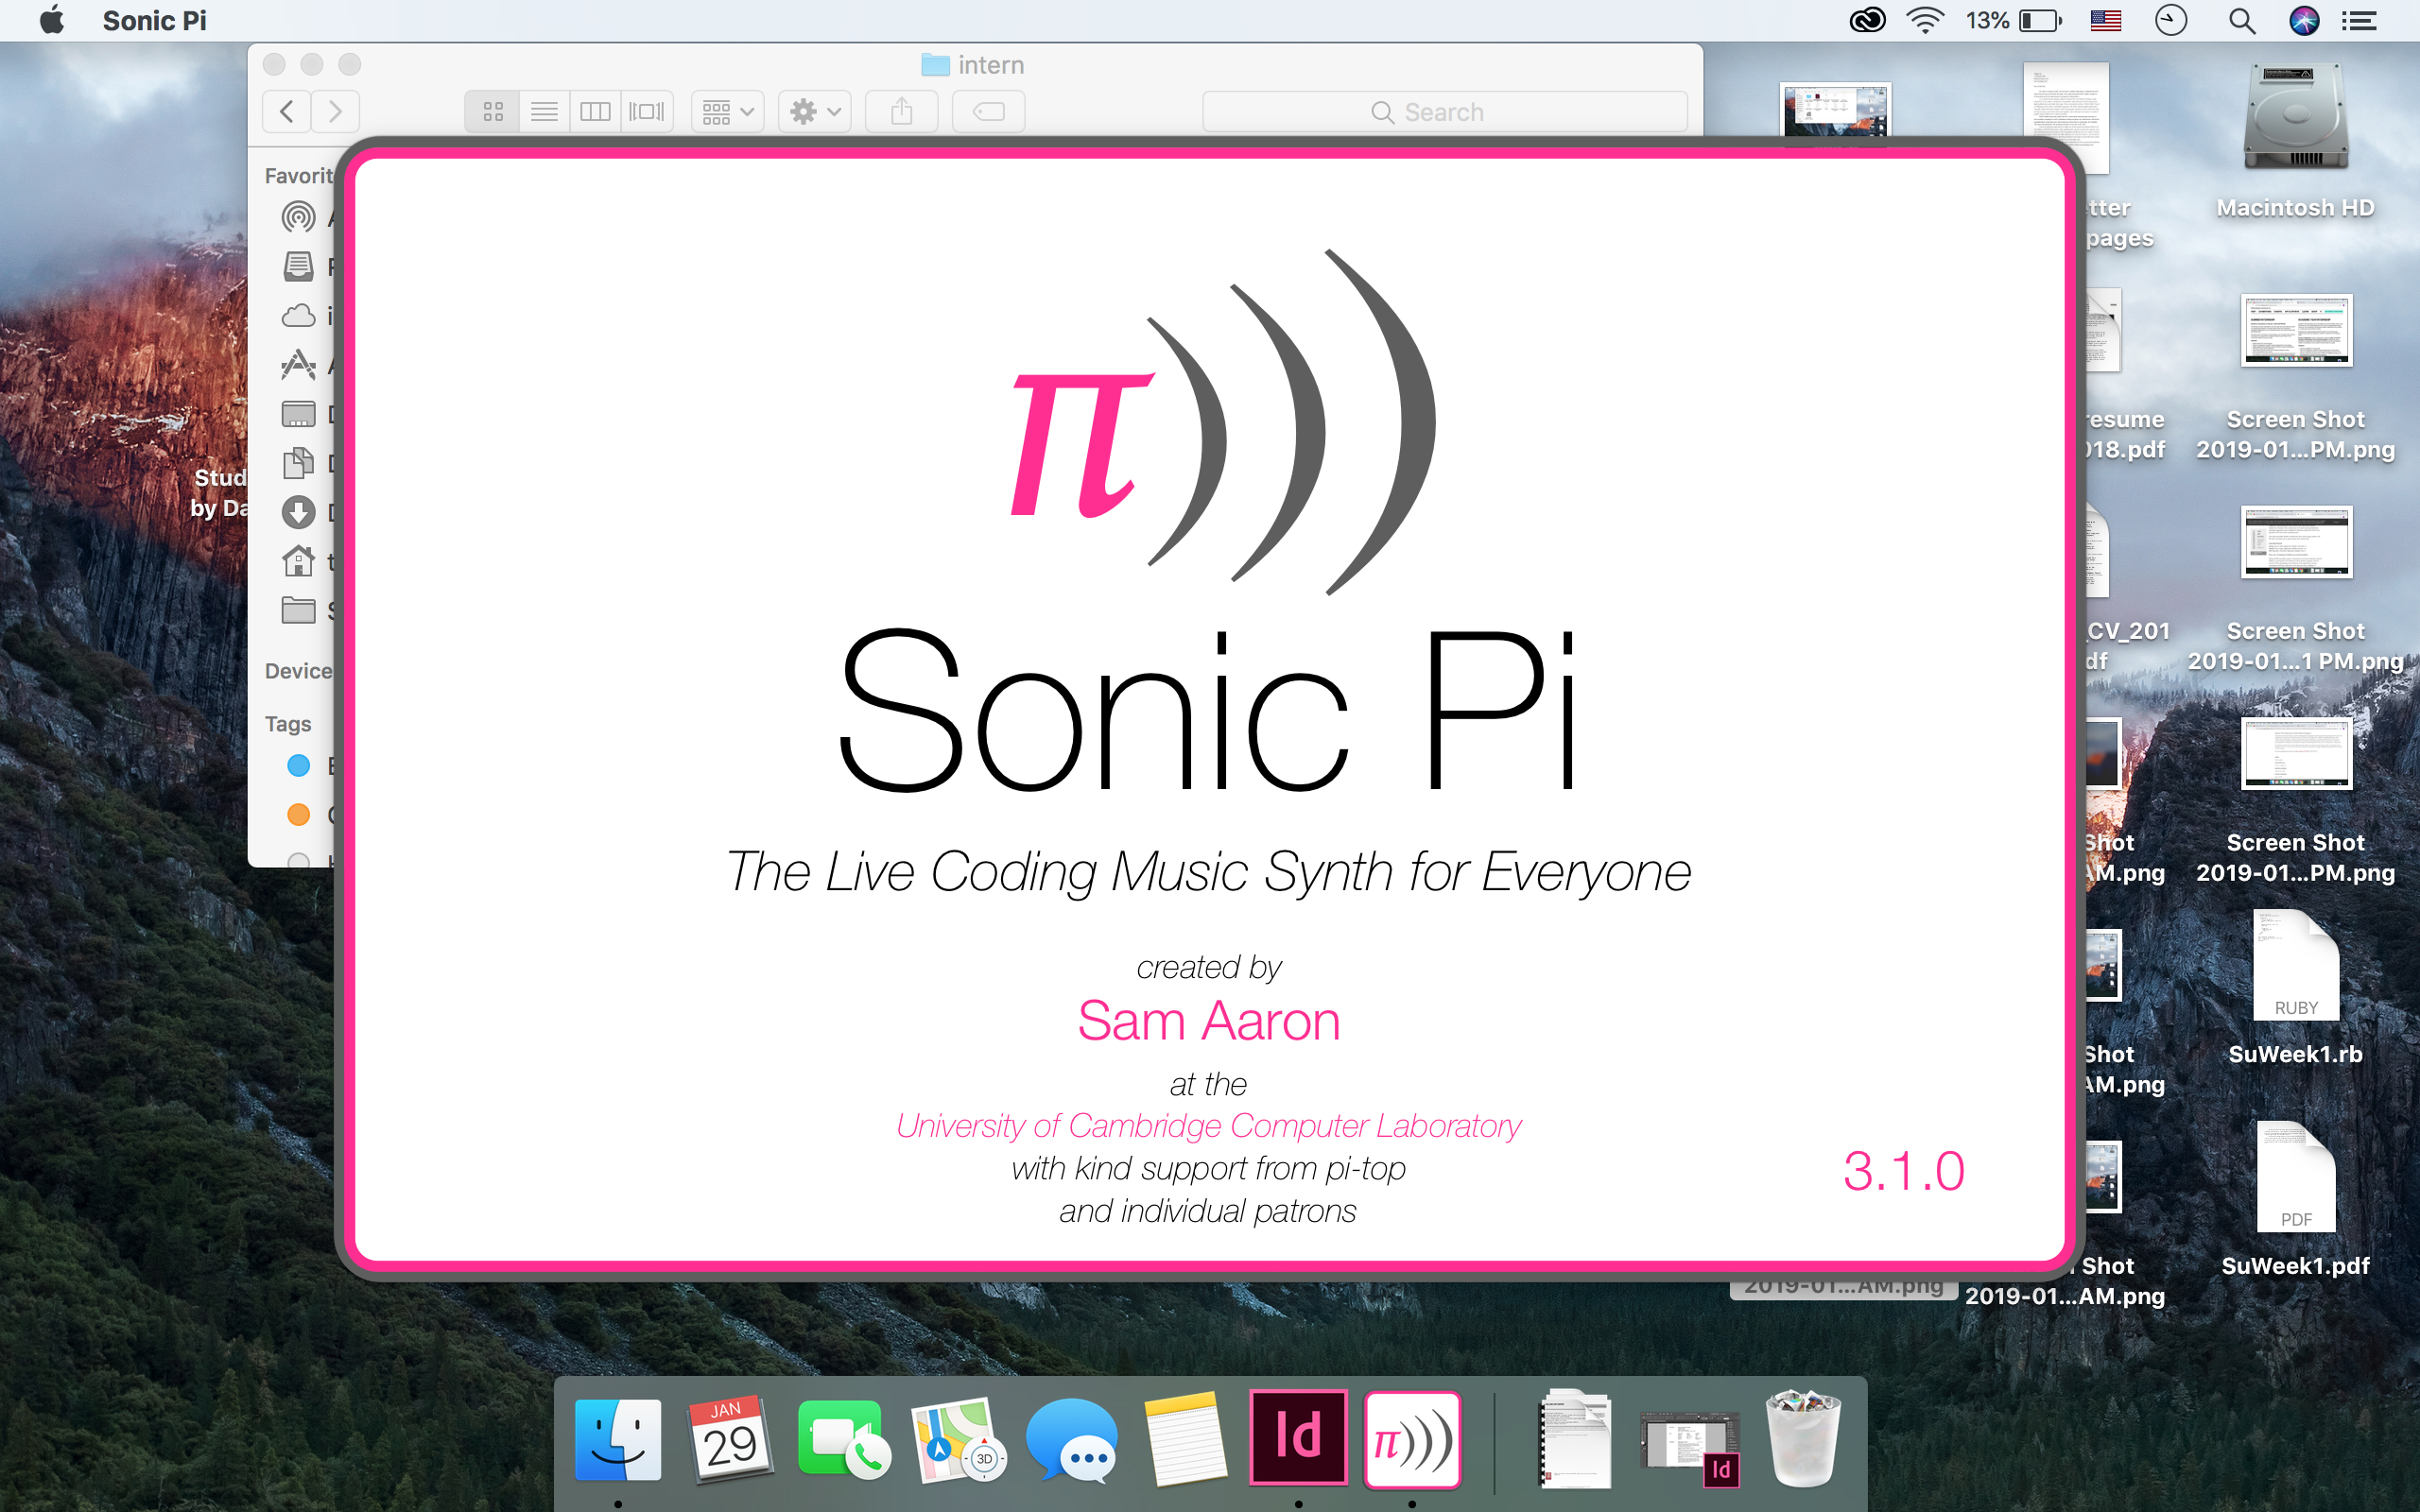 Sonic Pi
13%
intern
Search
Favorit
Device
Tags
Stud
by Da
π
Sonic Pi
The Live Coding Music Synth for Everyone
created by
Sam Aaron
at the
University of Cambridge Computer Laboratory
with kind support from pi-top
and individual patrons
3.1.0
etter
pages
Macintosh HD
resume
018.pdf
Screen Shot
2019-01...PM.png
_CV_201
df
Screen Shot
2019-01...1 PM.png
Shot
AM.png
Screen Shot
2019-01...PM.png
Shot
AM.png
RUBY
SuWeek1.rb
PDF
SuWeek1.pdf
2019-01...AM.png
Shot
2019-01...AM.png
JAN
29
3D
Id
π
Id